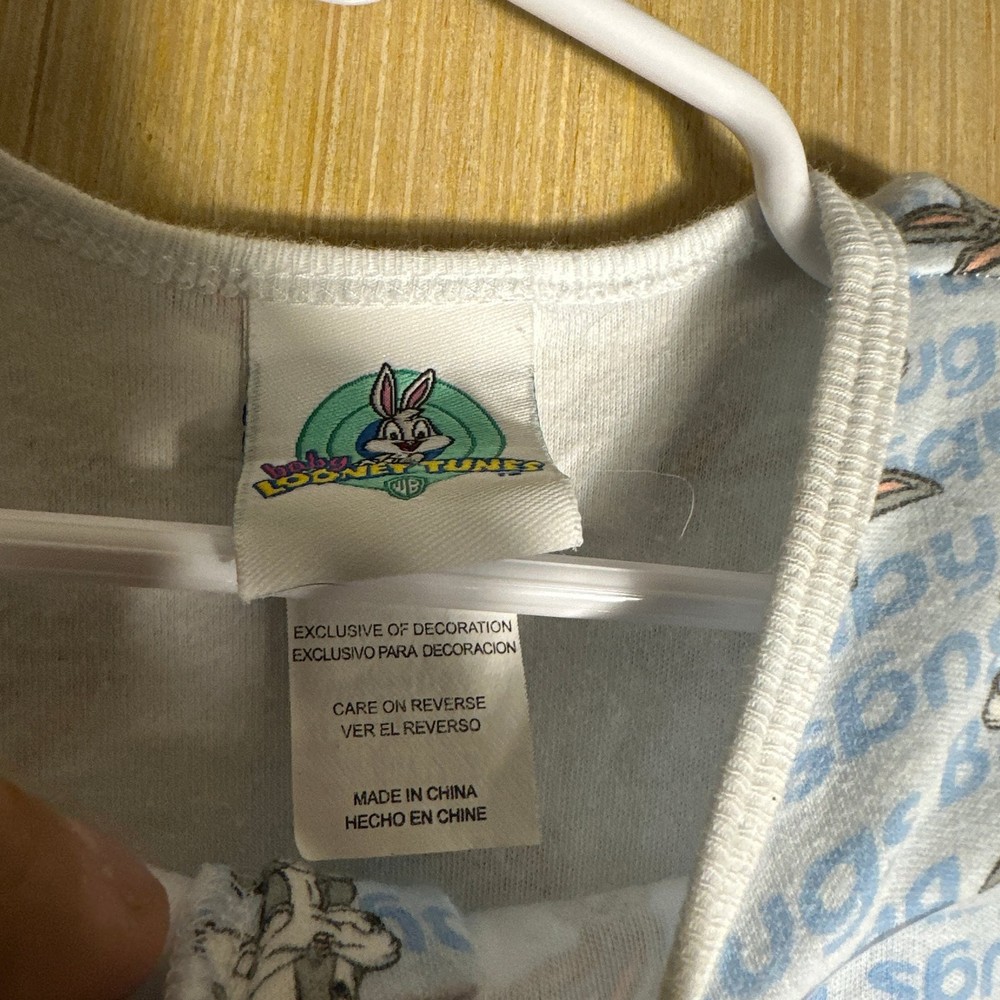 baby
LOONEY TUNES
WB
EXCLUSIVE OF DECORATION
EXCLUSIVO PARA DECORACION
CARE ON REVERSE
VER EL REVERSO
MADE IN CHINA
HECHO EN CHINE